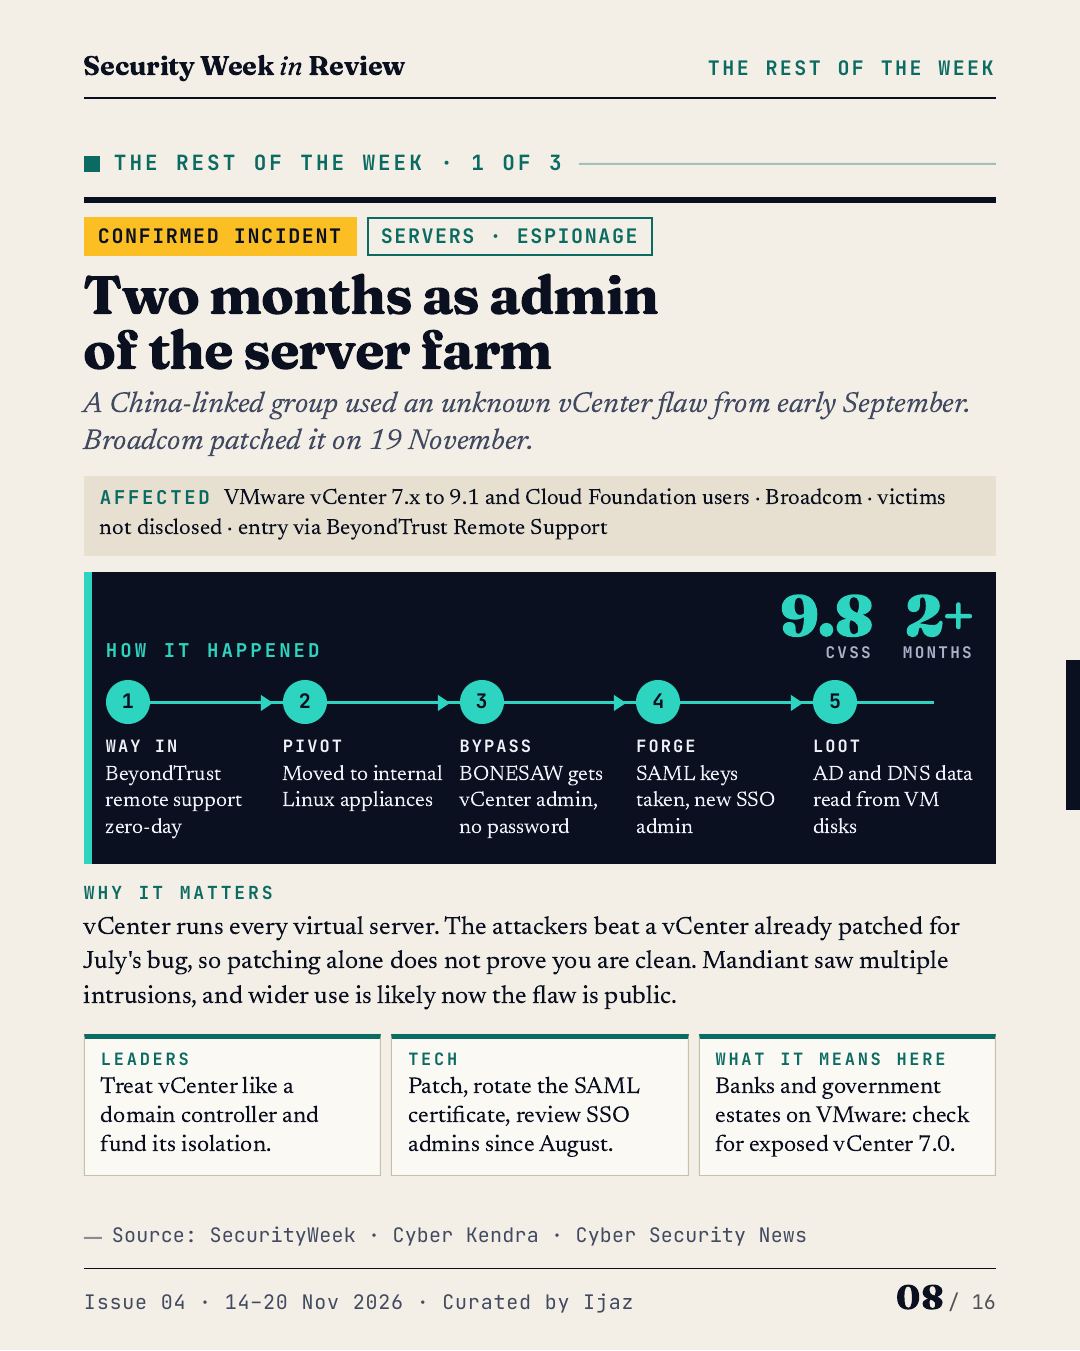 Security Week in Review
THE REST OF THE WEEK
THE REST OF THE WEEK · 1 OF 3
CONFIRMED INCIDENT
SERVERS · ESPIONAGE
Two months as admin
of the server farm
A China-linked group used an unknown vCenter flaw from early September.
Broadcom patched it on 19 November.
AFFECTED VMware vCenter 7.x to 9.1 and Cloud Foundation users · Broadcom · victims
not disclosed · entry via BeyondTrust Remote Support
HOW IT HAPPENED
9.8
CVSS
2+
MONTHS
1
WAY IN
BeyondTrust
remote support
zero-day
2
PIVOT
Moved to internal
Linux appliances
3
BYPASS
BONESAW gets
vCenter admin,
no password
4
FORGE
SAML keys
taken, new SSO
admin
5
LOOT
AD and DNS data
read from VM
disks
WHY IT MATTERS
vCenter runs every virtual server. The attackers beat a vCenter already patched for
July's bug, so patching alone does not prove you are clean. Mandiant saw multiple
intrusions, and wider use is likely now the flaw is public.
LEADERS
Treat vCenter like a
domain controller and
fund its isolation.
TECH
Patch, rotate the SAML
certificate, review SSO
admins since August.
WHAT IT MEANS HERE
Banks and government
estates on VMware: check
for exposed vCenter 7.0.
— Source: SecurityWeek · Cyber Kendra · Cyber Security News
Issue 04 · 14–20 Nov 2026 · Curated by Ijaz
08 / 16